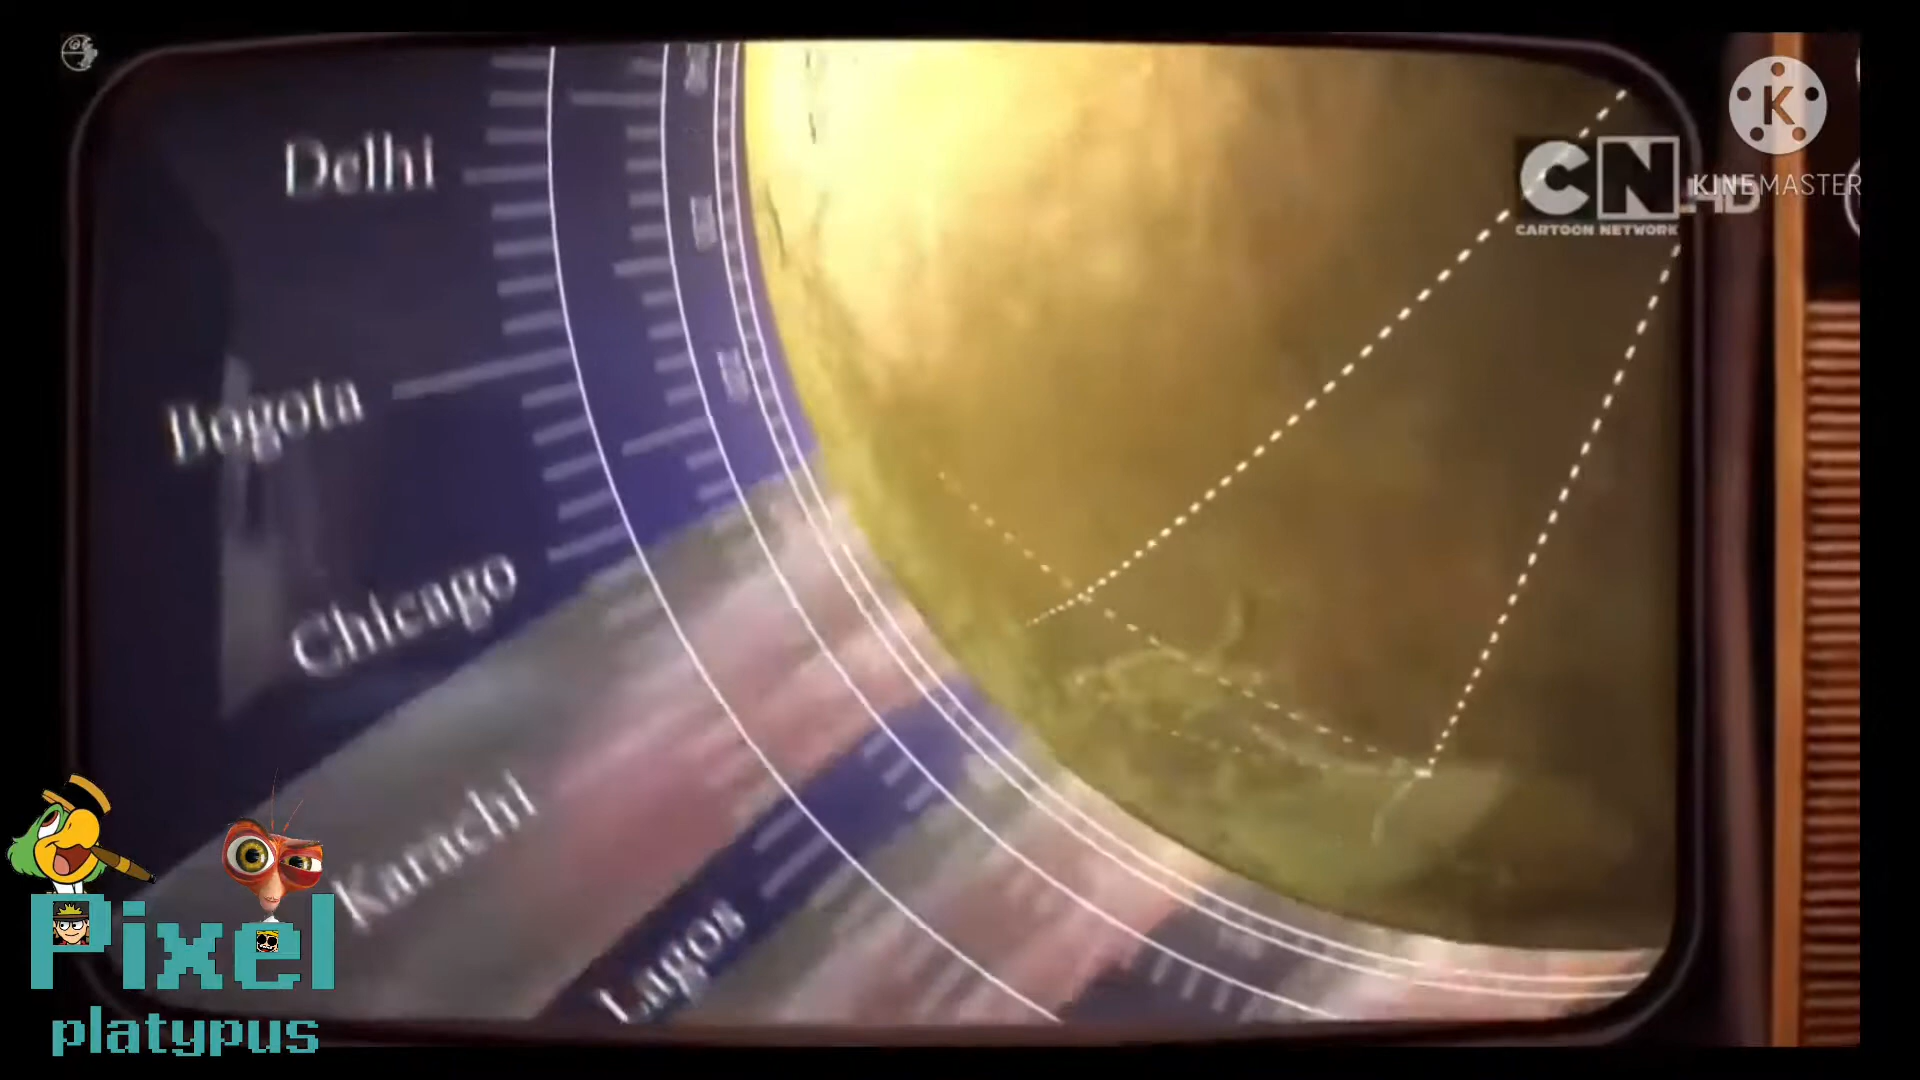 Delhi
Bogota
Chicago
Karachi
Lagos
CN
CARTOON NETWORK
K
KINEMASTER
Pixel
platypus